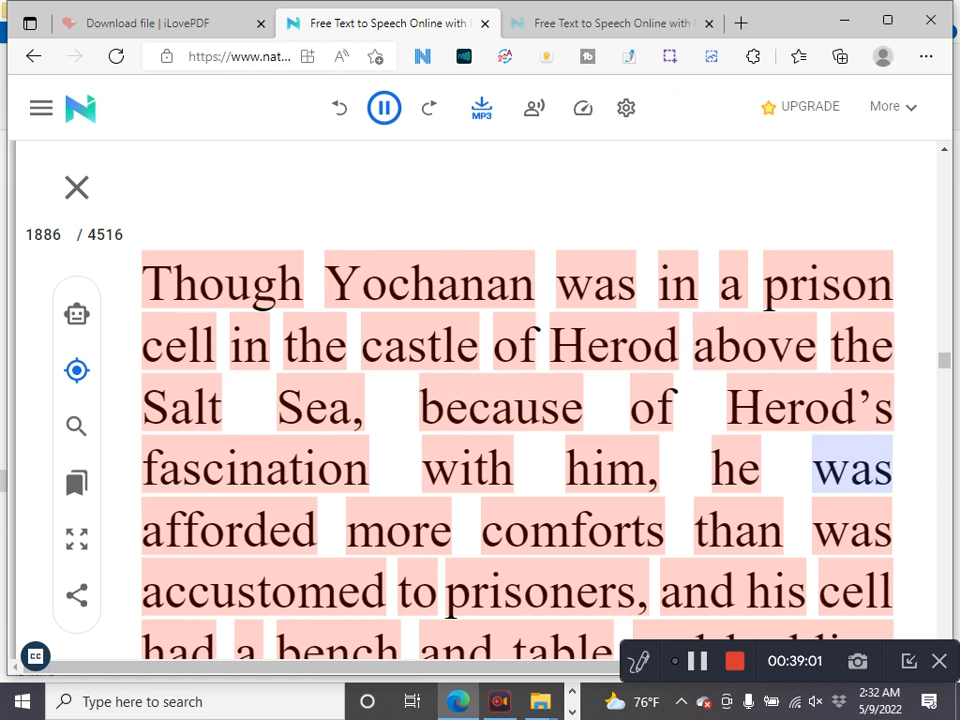 Download file | iLovePDF
Free Text to Speech Online with
Free Text to Speech Online with
https://www.nat...
UPGRADE
More
MP3
1886 / 4516
Though Yochanan was in a prison
cell in the castle of Herod above the
Salt Sea, because of Herod’s
fascination with him, he was
afforded more comforts than was
accustomed to prisoners, and his cell
had a bench and table
CC
00:39:01
Type here to search
76°F
2:32 AM
5/9/2022